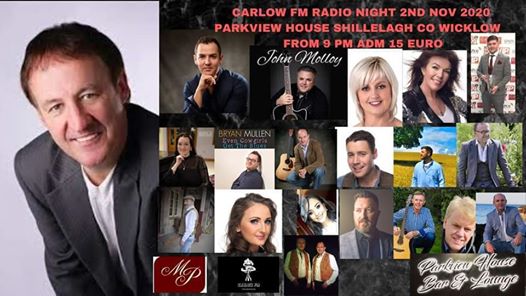 CARLOW FM RADIO NIGHT 2ND NOV 2020
PARKVIEW HOUSE SHILLELAGH CO WICKLOW
FROM 9 PM ADM 15 EURO
John Molloy
BRYAN MULLEN
Even Cowgirls
Get The Blues
MP
Parkview House
Bar & Lounge